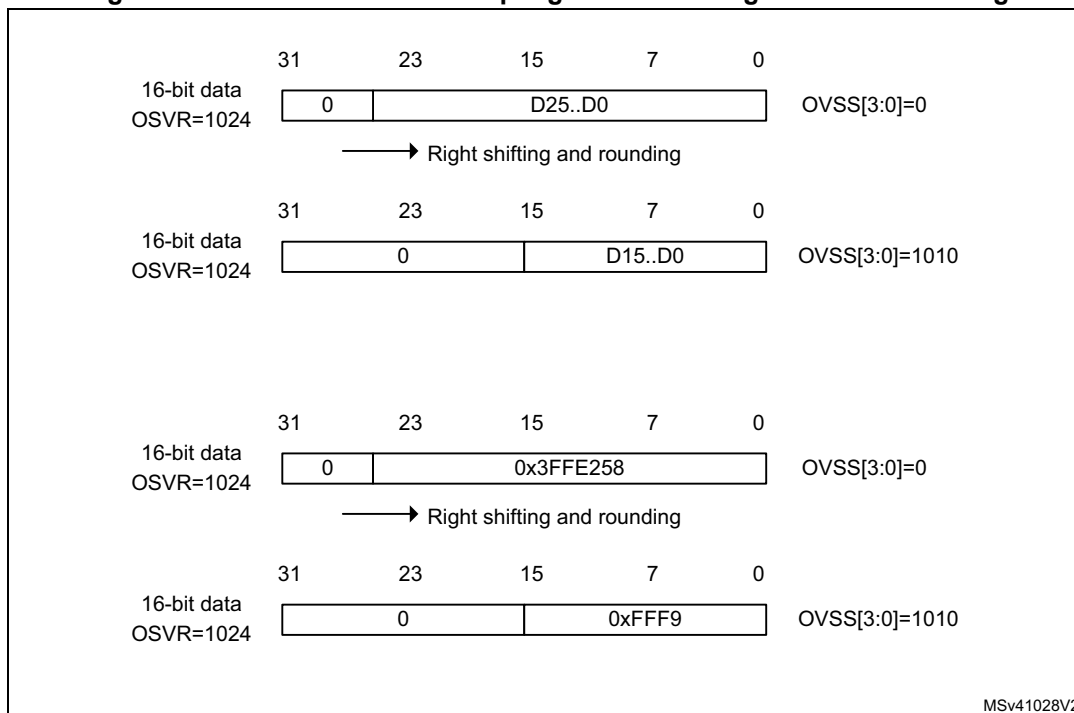 31 23 15 7 0
16-bit data
OSVR=1024
0 D25..D0 OVSS[3:0]=0
Right shifting and rounding
31 23 15 7 0
16-bit data
OSVR=1024
0 D15..D0 OVSS[3:0]=1010
31 23 15 7 0
16-bit data
OSVR=1024
0 0x3FFE258 OVSS[3:0]=0
Right shifting and rounding
31 23 15 7 0
16-bit data
OSVR=1024
0 0xFFF9 OVSS[3:0]=1010
MSv41028V2